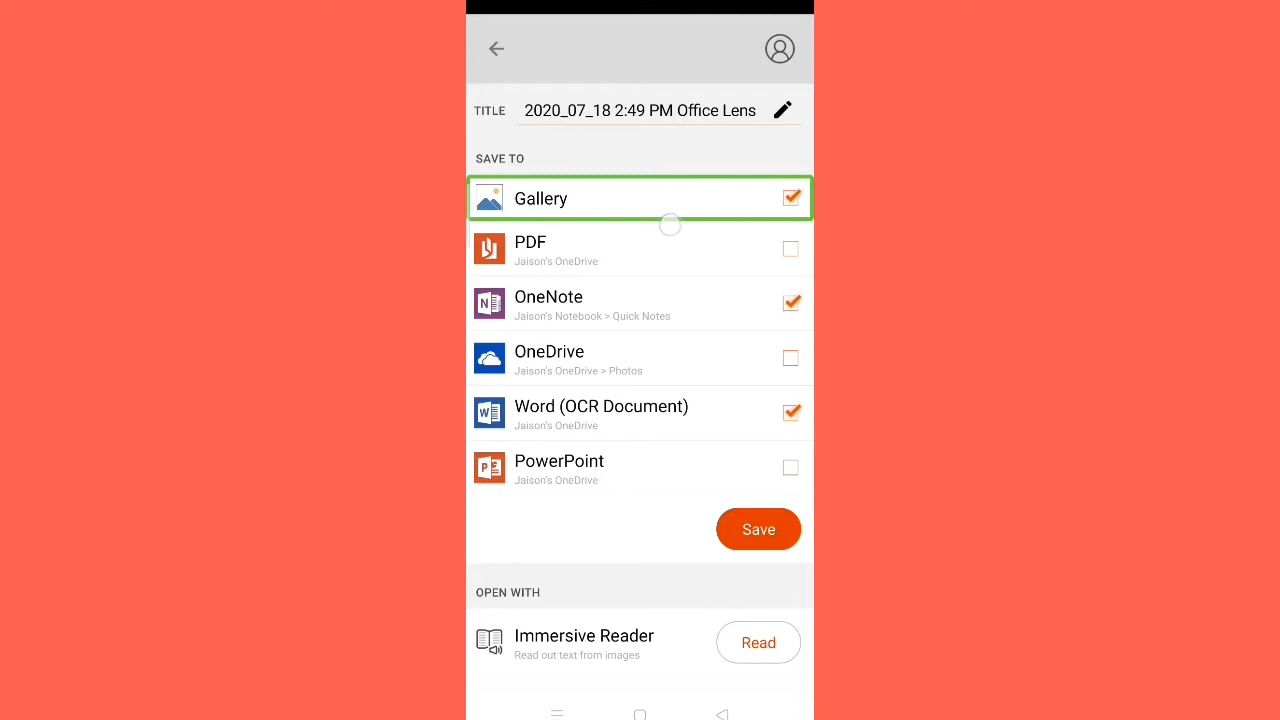 TITLE 2020_07_18 2:49 PM Office Lens
SAVE TO
Gallery
PDF
Jaison's OneDrive
OneNote
Jaison's Notebook > Quick Notes
OneDrive
Jaison's OneDrive > Photos
Word (OCR Document)
Jaison's OneDrive
PowerPoint
Jaison's OneDrive
Save
OPEN WITH
Immersive Reader
Read out text from images
Read